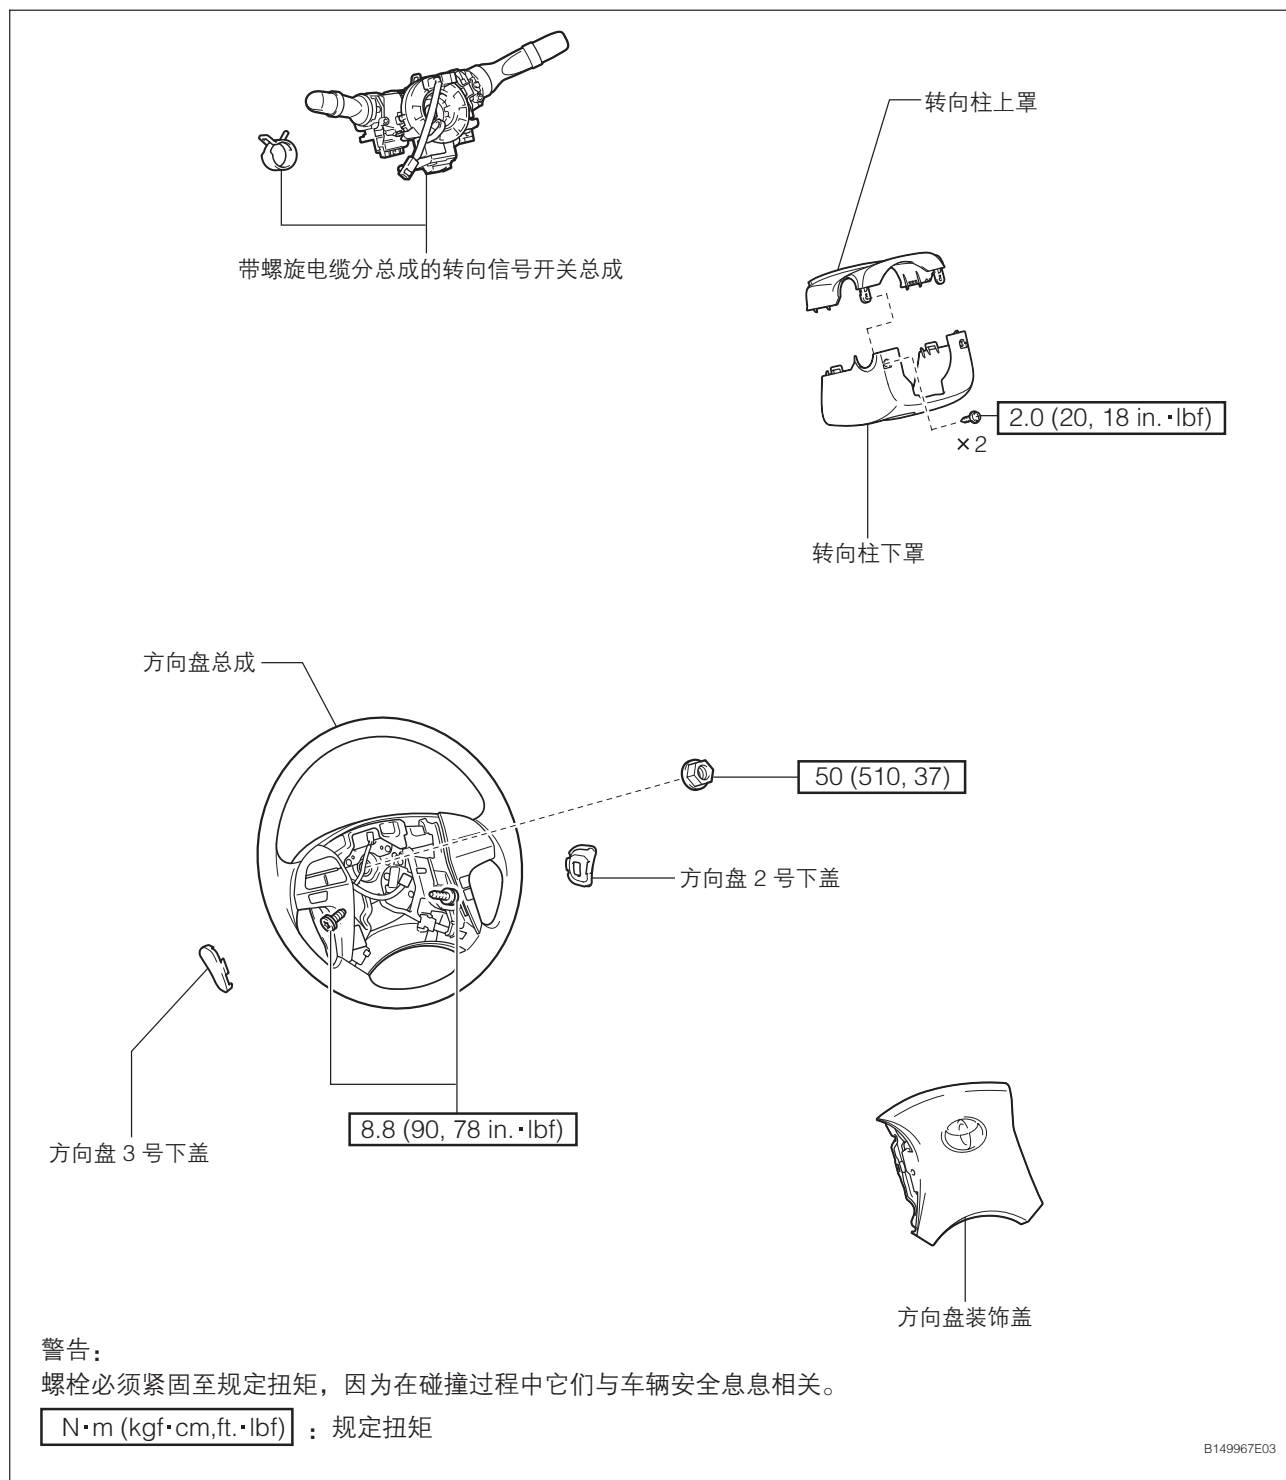 转向柱上罩
带螺旋电缆分总成的转向信号开关总成
2.0 (20, 18 in.·lbf)
×2
转向柱下罩
方向盘总成
50 (510, 37)
方向盘 2 号下盖
8.8 (90, 78 in.·lbf)
方向盘 3 号下盖
方向盘装饰盖
警告：
螺栓必须紧固至规定扭矩，因为在碰撞过程中它们与车辆安全息息相关。
N·m (kgf·cm,ft.·lbf) ：规定扭矩
B149967E03